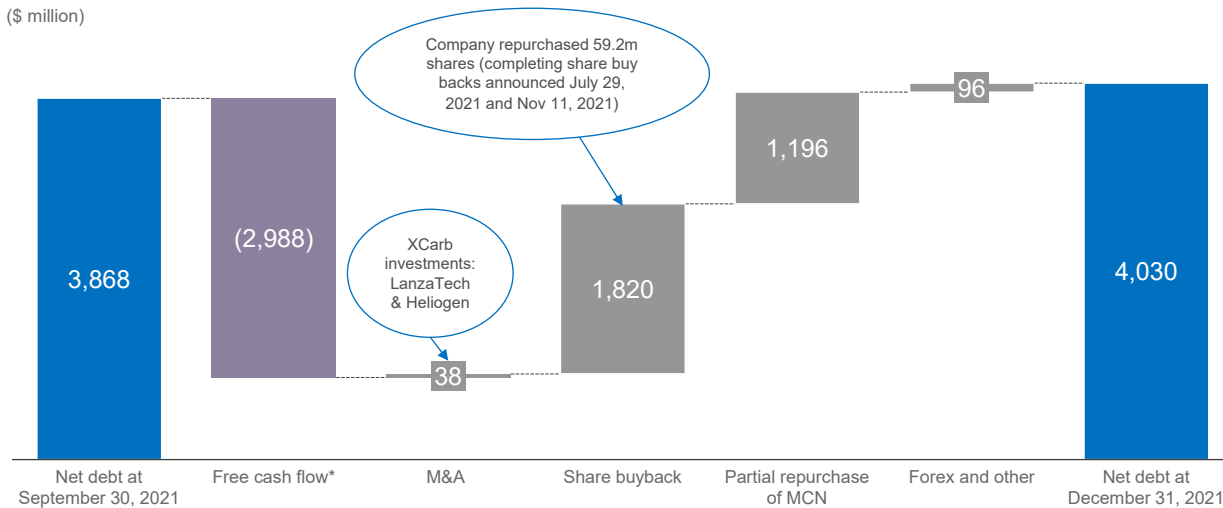 ($ million)
Company repurchased 59.2m
shares (completing share buy
backs announced July 29,
2021 and Nov 11, 2021)
XCarb
investments:
LanzaTech
& Heliogen
3,868
(2,988)
38
1,820
1,196
96
4,030
Net debt at
September 30, 2021
Free cash flow*
M&A
Share buyback
Partial repurchase
of MCN
Forex and other
Net debt at
December 31, 2021